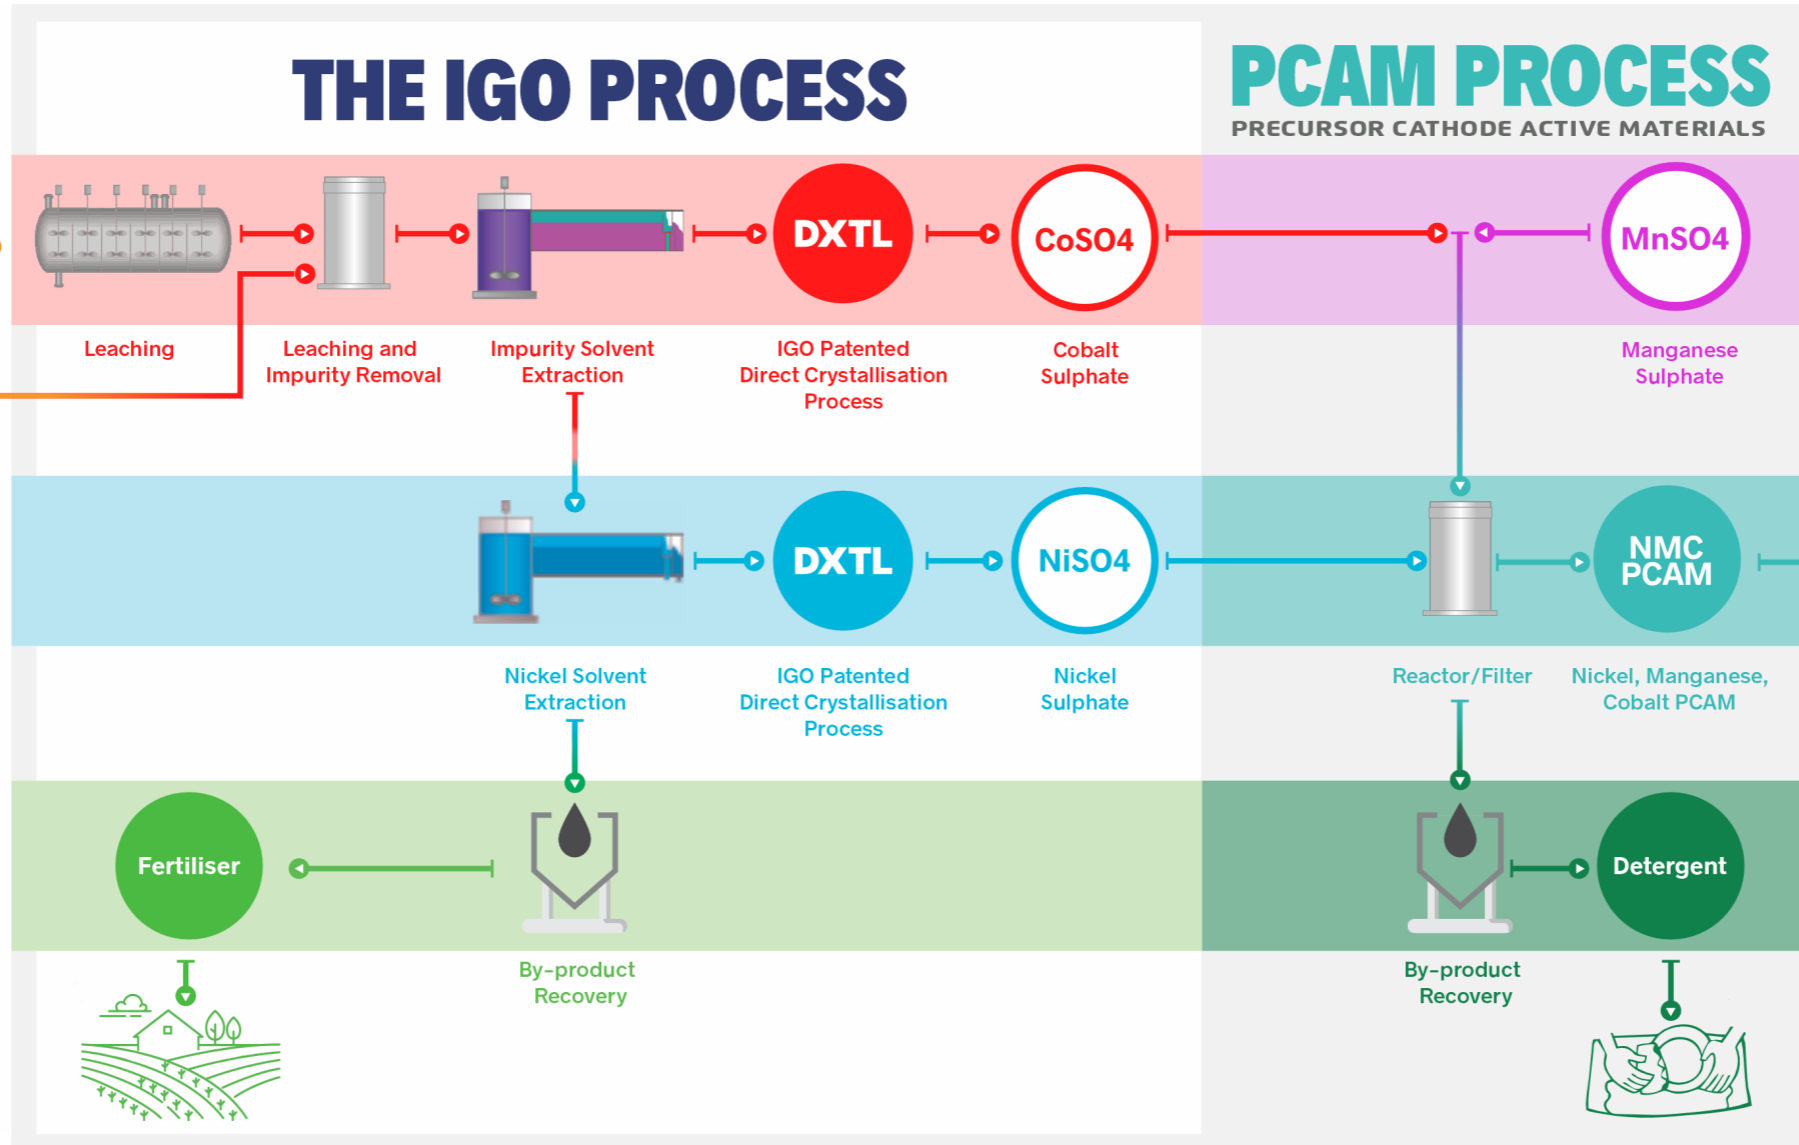 THE IGO PROCESS
PCAM PROCESS
PRECURSOR CATHODE ACTIVE MATERIALS
DXTL
CoSO4
MnSO4
Leaching
Leaching and
Impurity Removal
Impurity Solvent
Extraction
IGO Patented
Direct Crystallisation
Process
Cobalt
Sulphate
Manganese
Sulphate
DXTL
NiSO4
NMC
PCAM
Nickel Solvent
Extraction
IGO Patented
Direct Crystallisation
Process
Nickel
Sulphate
Reactor/Filter
Nickel, Manganese,
Cobalt PCAM
Fertiliser
Detergent
By-product
Recovery
By-product
Recovery